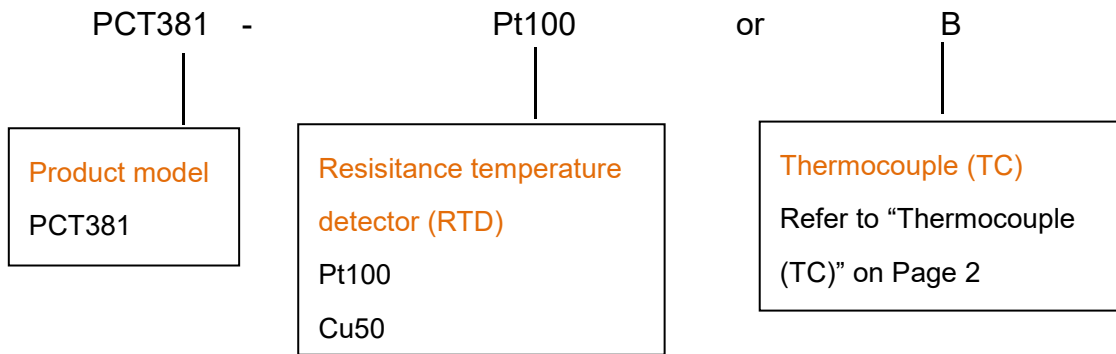 PCT381 - Pt100 or B
Product model
PCT381
Resisitance temperature
detector (RTD)
Pt100
Cu50
Thermocouple (TC)
Refer to “Thermocouple
(TC)” on Page 2